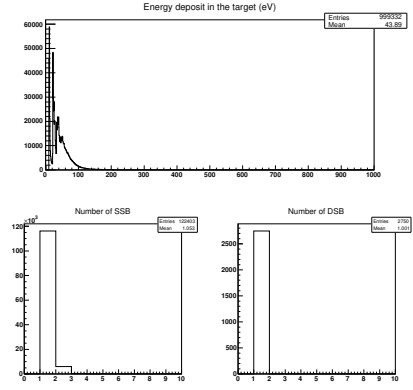 Energy deposit in the target (eV)
Entries 999332
Mean 43.89
60000
50000
40000
30000
20000
10000
0
0 100 200 300 400 500 600 700 800 900 1000
Number of SSB
×10³
Entries 122403
Mean 1.053
120
100
80
60
40
20
0
0 1 2 3 4 5 6 7 8 9 10
Number of DSB
Entries 2750
Mean 1.001
2500
2000
1500
1000
500
0
0 1 2 3 4 5 6 7 8 9 10